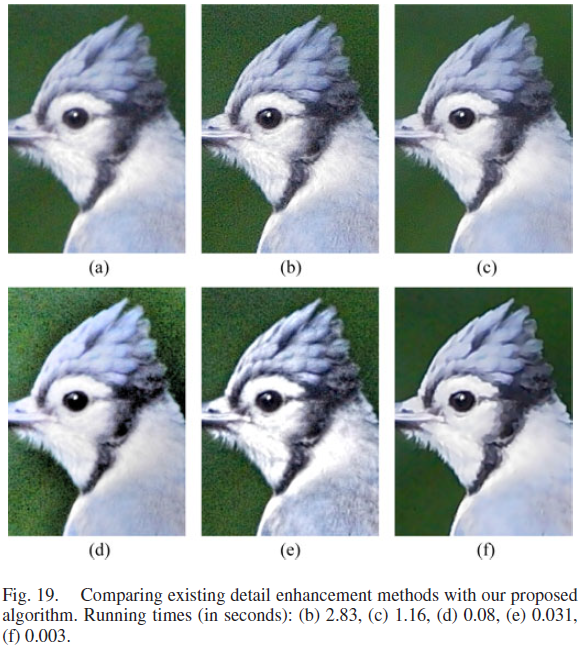 (a)
(b)
(c)
(d)
(e)
(f)
Fig. 19. Comparing existing detail enhancement methods with our proposed
algorithm. Running times (in seconds): (b) 2.83, (c) 1.16, (d) 0.08, (e) 0.031,
(f) 0.003.